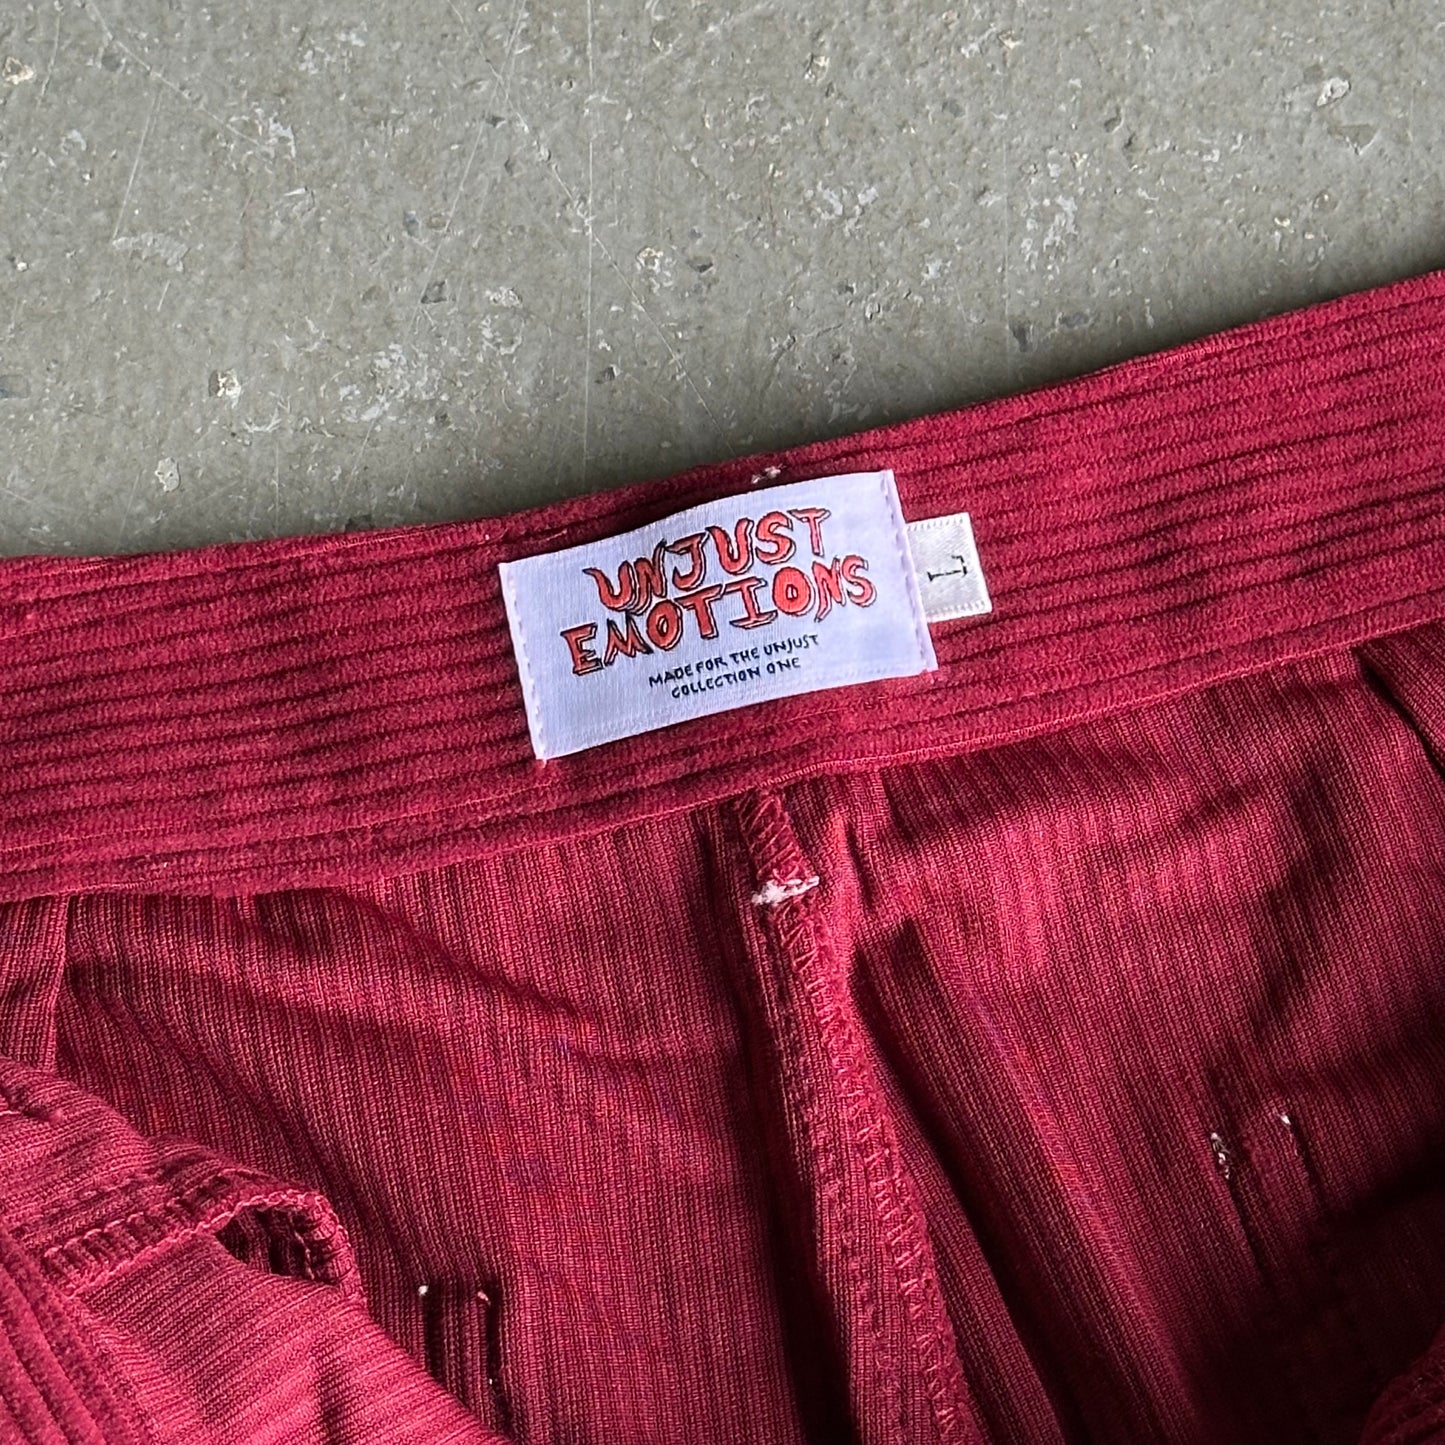 UNJUST
EMOTIONS
MADE FOR THE UNJUST
COLLECTION ONE
L